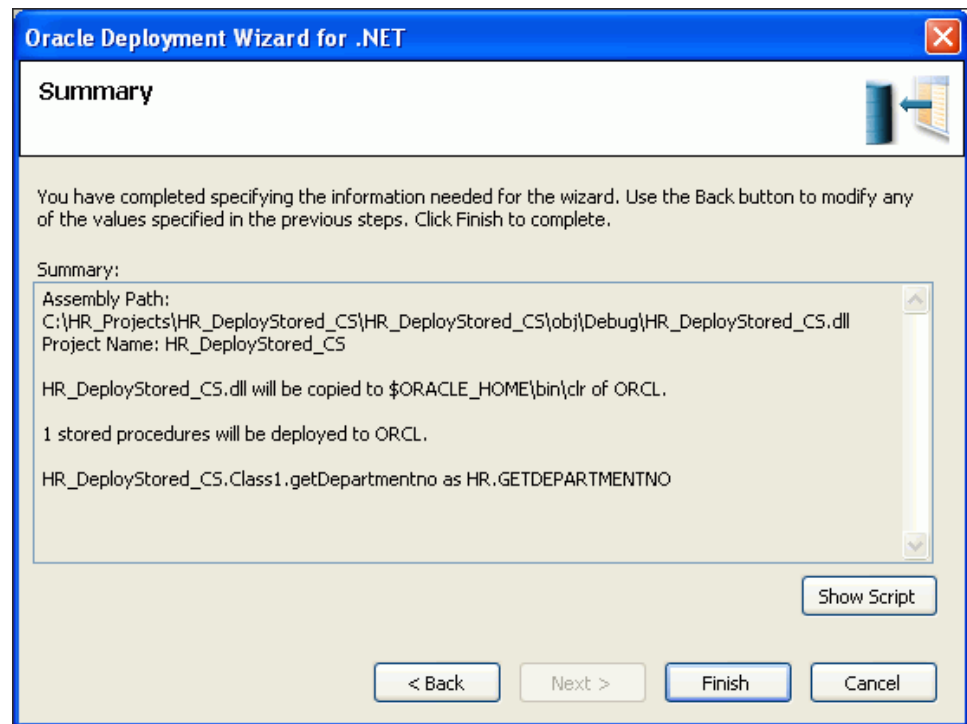 Oracle Deployment Wizard for .NET
Summary
You have completed specifying the information needed for the wizard. Use the Back button to modify any
of the values specified in the previous steps. Click Finish to complete.
Summary:
Assembly Path:
C:\HR_Projects\HR_DeployStored_CS\HR_DeployStored_CS\obj\Debug\HR_DeployStored_CS.dll
Project Name: HR_DeployStored_CS
HR_DeployStored_CS.dll will be copied to $ORACLE_HOME\bin\clr of ORCL.
1 stored procedures will be deployed to ORCL.
HR_DeployStored_CS.Class1.getDepartmentno as HR.GETDEPARTMENTNO
Show Script
< Back
Next >
Finish
Cancel